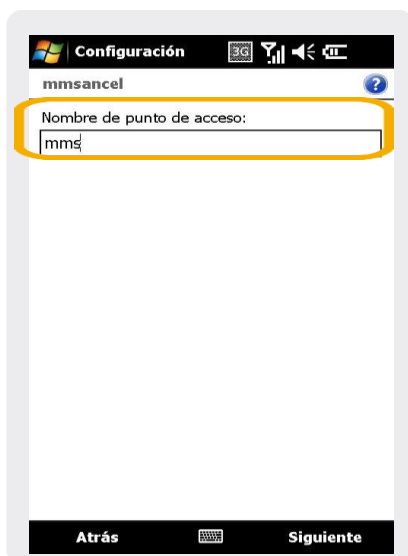 Configuración 3G
mmsancel ?
Nombre de punto de acceso:
mms
Atrás Siguiente